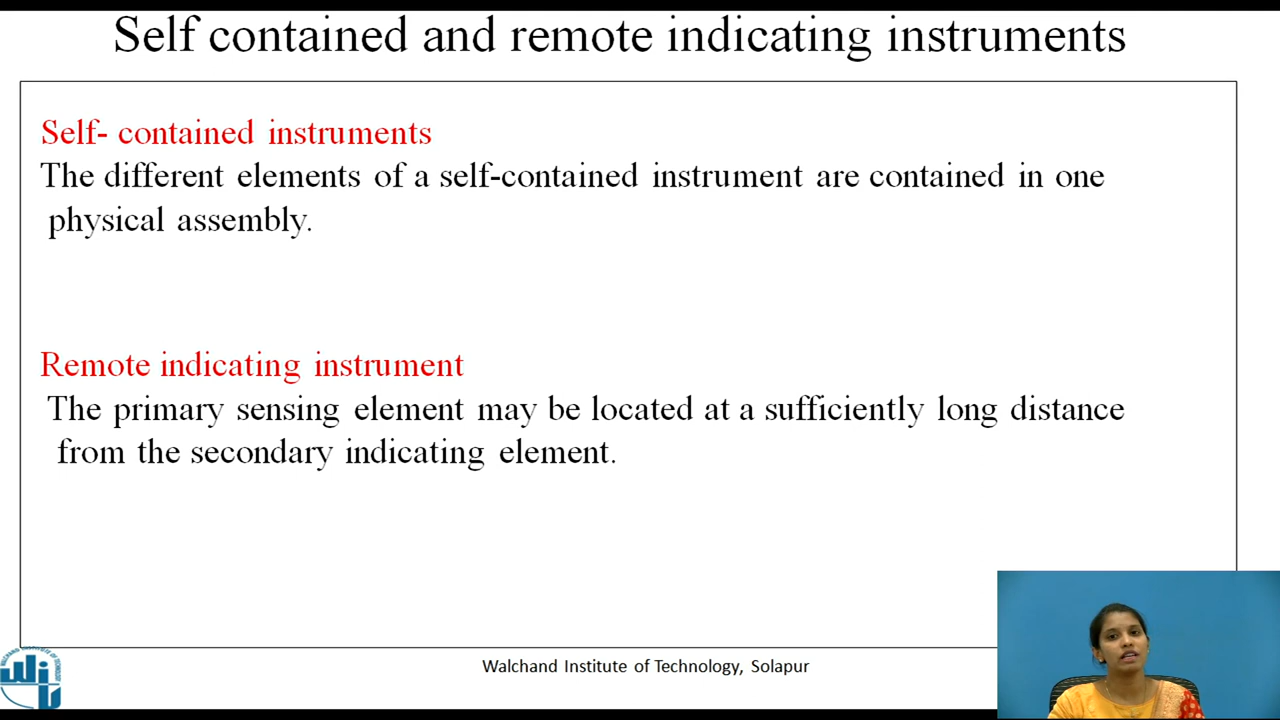 Self contained and remote indicating instruments
Self- contained instruments
The different elements of a self-contained instrument are contained in one
physical assembly.
Remote indicating instrument
The primary sensing element may be located at a sufficiently long distance
from the secondary indicating element.
Walchand Institute of Technology, Solapur